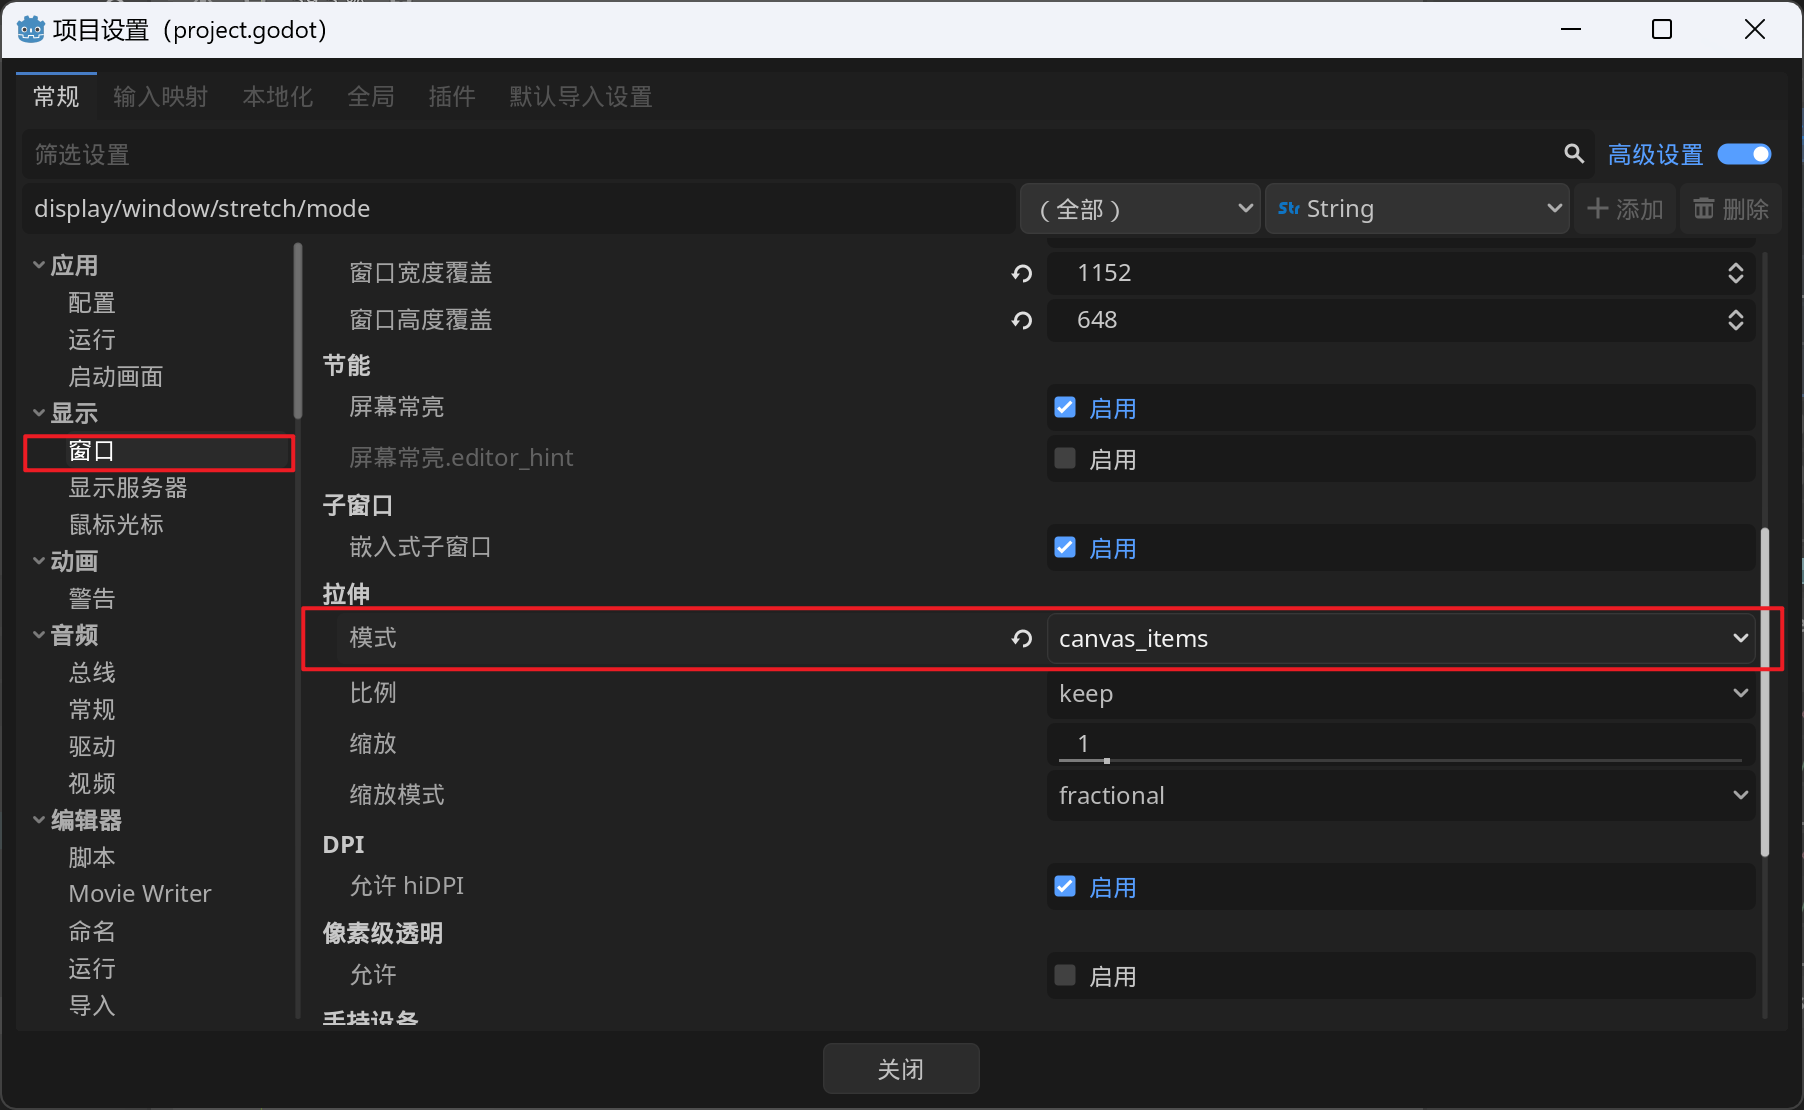 项目设置（project.godot）
常规 输入映射 本地化 全局 插件 默认导入设置
筛选设置 高级设置
display/window/stretch/mode （全部） Str String 添加 删除
应用
配置
运行
启动画面
显示
窗口
显示服务器
鼠标光标
动画
警告
音频
总线
常规
驱动
视频
编辑器
脚本
Movie Writer
命名
运行
导入
窗口宽度覆盖 1152
窗口高度覆盖 648
节能
屏幕常亮 启用
屏幕常亮.editor_hint 启用
子窗口
嵌入式子窗口 启用
拉伸
模式 canvas_items
比例 keep
缩放 1
缩放模式 fractional
DPI
允许 hiDPI 启用
像素级透明
允许 启用
手持设备
关闭